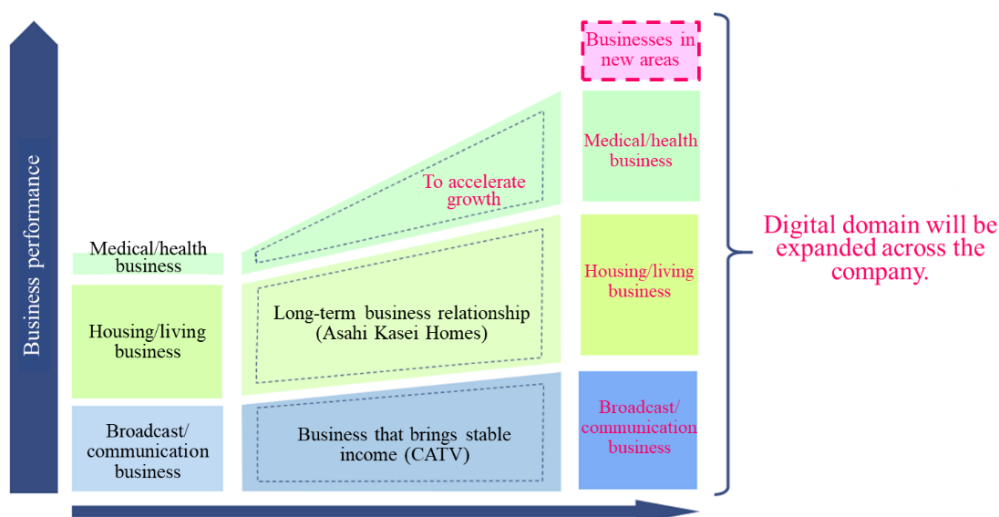 Business performance
Medical/health
business
Housing/living
business
Broadcast/
communication
business
To accelerate
growth
Long-term business relationship
(Asahi Kasei Homes)
Business that brings stable
income (CATV)
Businesses in
new areas
Medical/health
business
Housing/living
business
Broadcast/
communication
business
Digital domain will be
expanded across the
company.